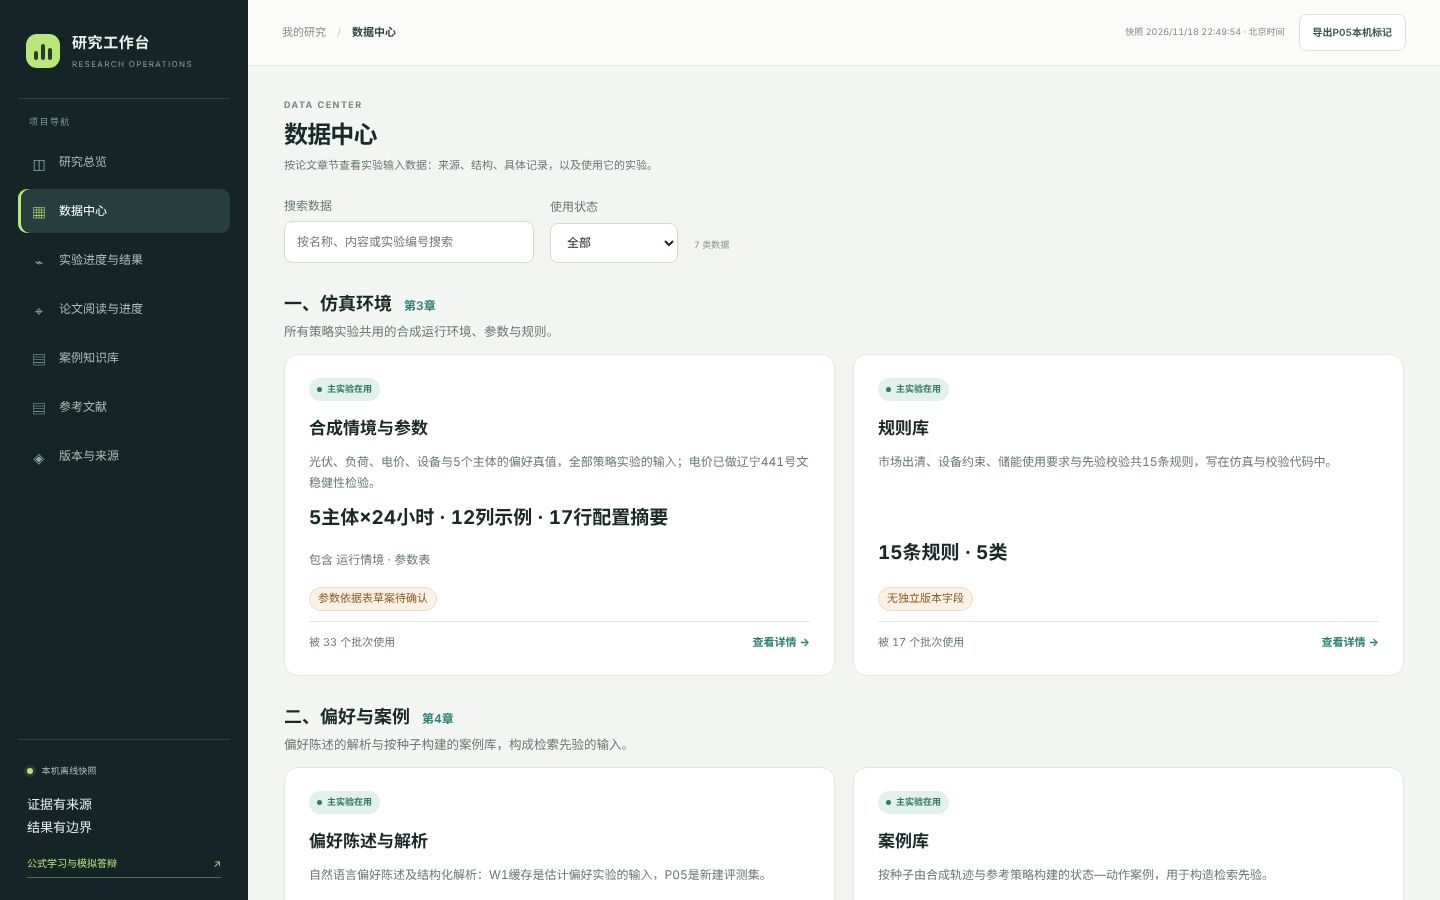 研究工作台
RESEARCH OPERATIONS
项目导航
研究总览
数据中心
实验进度与结果
论文阅读与进度
案例知识库
参考文献
版本与来源
本机离线快照
证据有来源
结果有边界
公式学习与模拟答辩 ↗
我的研究 / 数据中心
快照 2026/11/18 22:49:54 · 北京时间
导出P05本机标记
DATA CENTER
数据中心
按论文章节查看实验输入数据：来源、结构、具体记录，以及使用它的实验。
搜索数据
按名称、内容或实验编号搜索
使用状态
全部
7 类数据
一、仿真环境 第3章
所有策略实验共用的合成运行环境、参数与规则。
主实验在用
合成情境与参数
光伏、负荷、电价、设备与5个主体的偏好真值，全部策略实验的输入；电价已做辽宁441号文
稳健性检验。
5主体×24小时 · 12列示例 · 17行配置摘要
包含 运行情境 · 参数表
参数依据表草案待确认
被 33 个批次使用
查看详情 →
主实验在用
规则库
市场出清、设备约束、储能使用要求与先验校验共15条规则，写在仿真与校验代码中。
15条规则 · 5类
无独立版本字段
被 17 个批次使用
查看详情 →
二、偏好与案例 第4章
偏好陈述的解析与按种子构建的案例库，构成检索先验的输入。
主实验在用
偏好陈述与解析
自然语言偏好陈述及结构化解析：W1缓存是估计偏好实验的输入，P05是新建评测集。
主实验在用
案例库
按种子由合成轨迹与参考策略构建的状态—动作案例，用于构造检索先验。